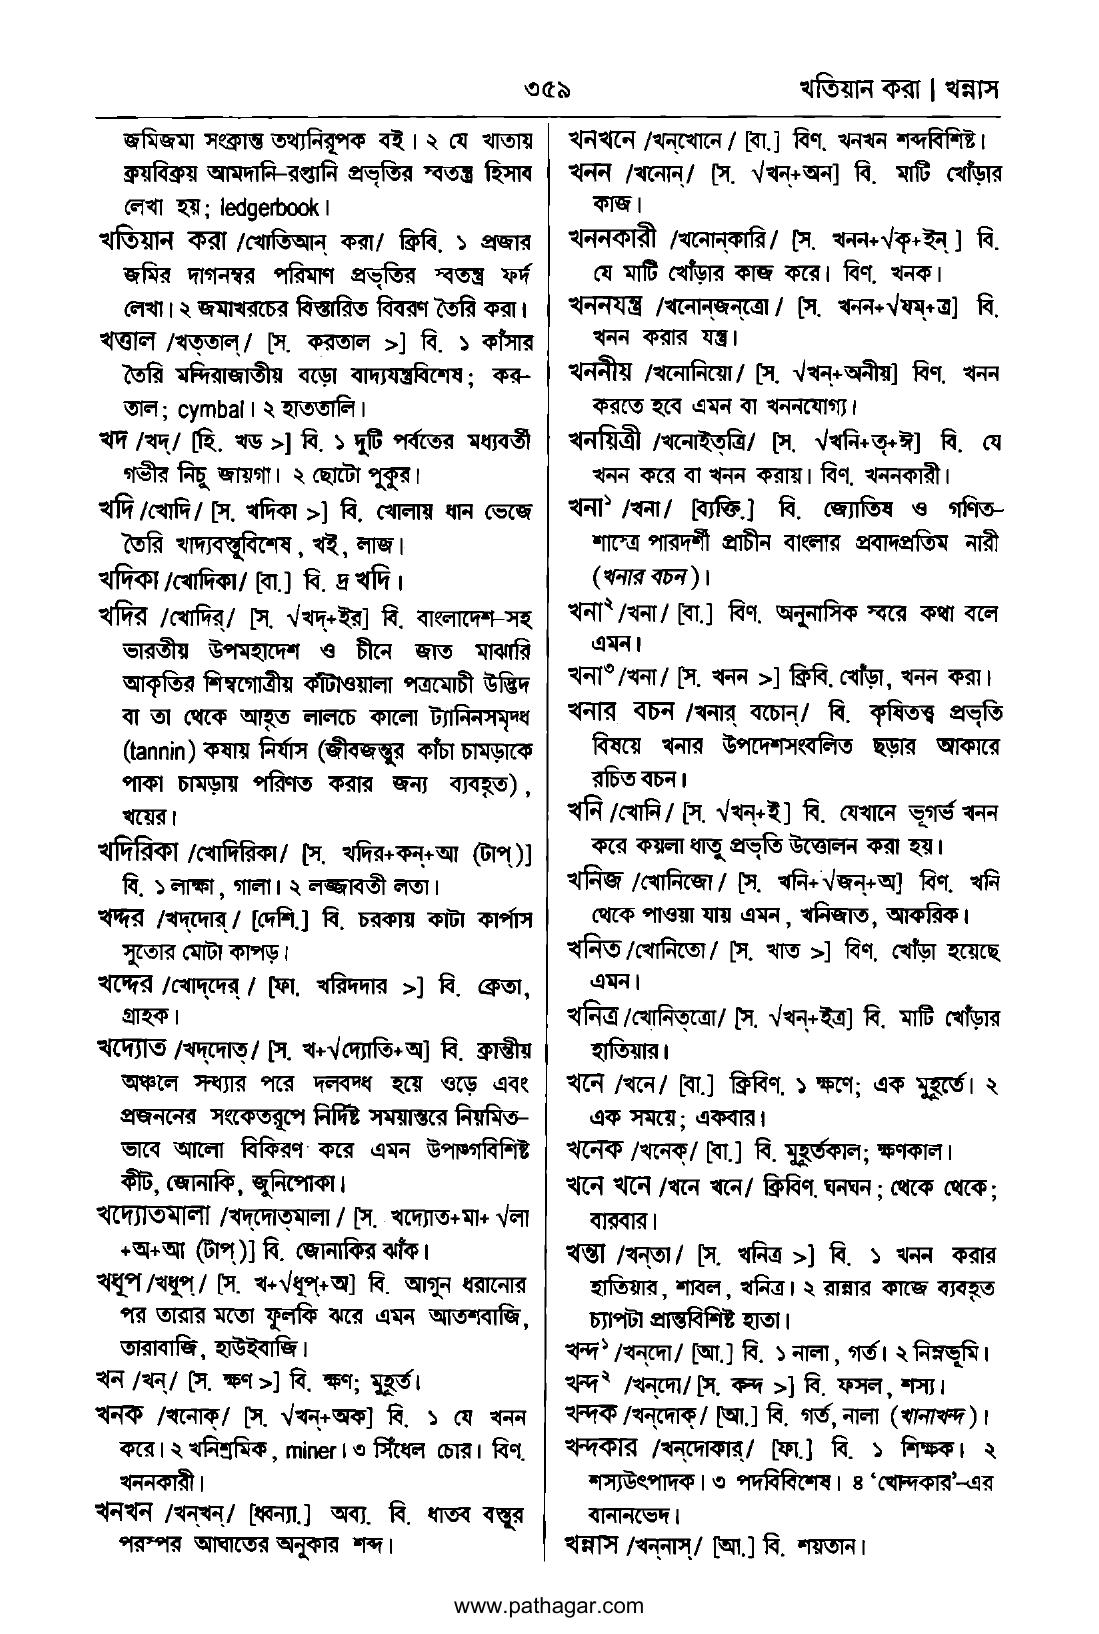 ৩৫৯
খতিয়ান করা | খন্নাস
জমিজমা সংক্রান্ত তথ্যনিরূপক বই। ২ যে খাতায়
ক্রয়বিক্রয় আমদানি-রপ্তানি প্রভৃতির স্বতন্ত্র হিসাব
লেখা হয়; ledgerbook।
খতিয়ান করা /খোতিআন্ করা/ ক্রিবি. ১ প্রজার
জমির দাগনম্বর পরিমাণ প্রভৃতির স্বতন্ত্র ফর্দ
লেখা। ২ জমাখরচের বিস্তারিত বিবরণ তৈরি করা।
খত্তাল /খত্তাল্/ [স. করতাল >] বি. ১ কাঁসার
তৈরি মন্দিরাজাতীয় বড়ো বাদ্যযন্ত্রবিশেষ; কর-
তাল; cymbal। ২ হাততালি।
খদ /খদ্/ [হি. খড >] বি. ১ দুটি পর্বতের মধ্যবর্তী
গভীর নিচু জায়গা। ২ ছোটো পুকুর।
খদি /খোদি/ [স. খদিকা >] বি. খোলায় ধান ভেজে
তৈরি খাদ্যবস্তুবিশেষ, খই, লাজ।
খদিকা /খোদিকা/ [বা.] বি. দ্র খদি।
খদির /খোদির্/ [স. √খদ্+ইর] বি. বাংলাদেশ-সহ
ভারতীয় উপমহাদেশ ও চীনে জাত মাঝারি
আকৃতির শিম্বগোত্রীয় কাঁটাওয়ালা পত্রমোচী উদ্ভিদ
বা তা থেকে আহৃত লালচে কালো ট্যানিনসমৃদ্ধ
(tannin) কষায় নির্যাস (জীবজন্তুর কাঁচা চামড়াকে
পাকা চামড়ায় পরিণত করার জন্য ব্যবহৃত),
খয়ের।
খদিরিকা /খোদিরিকা/ [স. খদির+কন্+আ (টাপ্)]
বি. ১ লাক্ষা, গালা। ২ লজ্জাবতী লতা।
খদ্দর /খদ্দোর্/ [দেশি.] বি. চরকায় কাটা কার্পাস
সুতোর মোটা কাপড়।
খদ্দের /খোদ্দের্/ [ফা. খরিদদার >] বি. ক্রেতা,
গ্রাহক।
খদ্যোত /খদ্দোত্/ [স. খ+√দ্যোতি+অ] বি. ক্রান্তীয়
অঞ্চলে সন্ধ্যার পরে দলবদ্ধ হয়ে ওড়ে এবং
প্রজননের সংকেতরূপে নির্দিষ্ট সময়ান্তরে নিয়মিত-
ভাবে আলো বিকিরণ করে এমন উপাঙ্গবিশিষ্ট
কীট, জোনাকি, জুনিপোকা।
খদ্যোতমালা /খদ্দোত্মালা/ [স. খদ্যোত+মা+√লা
+অ+আ (টাপ্)] বি. জোনাকির ঝাঁক।
খধূপ /খধুপ্/ [স. খ+√ধূপ্+অ] বি. আগুন ধরানোর
পর তারার মতো ফুলকি ঝরে এমন আতশবাজি,
তারাবাজি, হাউইবাজি।
খন /খন্/ [স. ক্ষণ >] বি. ক্ষণ; মুহূর্ত।
খনক /খনোক্/ [স. √খন্+অক] বি. ১ যে খনন
করে। ২ খনিশ্রমিক, miner। ৩ সিঁধেল চোর। বিণ.
খননকারী।
খনখন /খন্খন্/ [ধ্বন্যা.] অব্য. বি. ধাতব বস্তুর
পরস্পর আঘাতের অনুকার শব্দ।
খনখনে /খন্খোনে/ [বা.] বিণ. খনখন শব্দবিশিষ্ট।
খনন /খনোন্/ [স. √খন্+অন] বি. মাটি খোঁড়ার
কাজ।
খননকারী /খনোন্কারি/ [স. খনন+√কৃ+ইন্ ] বি.
যে মাটি খোঁড়ার কাজ করে। বিণ. খনক।
খননযন্ত্র /খনোন্জন্ত্রো/ [স. খনন+√যম্+ত্র] বি.
খনন করার যন্ত্র।
খননীয় /খনোনিয়ো/ [স. √খন্+অনীয়] বিণ. খনন
করতে হবে এমন বা খননযোগ্য।
খনয়িত্রী /খনোইত্ত্রি/ [স. √খনি+তৃ+ঈ] বি. যে
খনন করে বা খনন করায়। বিণ. খননকারী।
খনা১ /খনা/ [ব্যক্তি.] বি. জ্যোতিষ ও গণিত-
শাস্ত্রে পারদর্শী প্রাচীন বাংলার প্রবাদপ্রতিম নারী
(খনার বচন)।
খনা২ /খনা/ [বা.] বিণ. অনুনাসিক স্বরে কথা বলে
এমন।
খনা৩ /খনা/ [স. খনন >] ক্রিবি. খোঁড়া, খনন করা।
খনার বচন /খনার্ বচোন্/ বি. কৃষিতত্ত্ব প্রভৃতি
বিষয়ে খনার উপদেশসংবলিত ছড়ার আকারে
রচিত বচন।
খনি /খোনি/ [স. √খন্+ই] বি. যেখানে ভূগর্ভ খনন
করে কয়লা ধাতু প্রভৃতি উত্তোলন করা হয়।
খনিজ /খোনিজো/ [স. খনি+√জন্+অ] বিণ. খনি
থেকে পাওয়া যায় এমন, খনিজাত, আকরিক।
খনিত /খোনিতো/ [স. খাত >] বিণ. খোঁড়া হয়েছে
এমন।
খনিত্র /খোনিত্ত্রো/ [স. √খন্+ইত্র] বি. মাটি খোঁড়ার
হাতিয়ার।
খনে /খনে/ [বা.] ক্রিবিণ. ১ ক্ষণে; এক মুহূর্তে। ২
এক সময়ে; একবার।
খনেক /খনেক্/ [বা.] বি. মুহূর্তকাল; ক্ষণকাল।
খনে খনে /খনে খনে/ ক্রিবিণ. ঘনঘন; থেকে থেকে;
বারবার।
খন্তা /খন্তা/ [স. খনিত্র >] বি. ১ খনন করার
হাতিয়ার, শাবল, খনিত্র। ২ রান্নার কাজে ব্যবহৃত
চ্যাপটা প্রান্তবিশিষ্ট হাতা।
খন্দ১ /খন্দো/ [আ.] বি. ১ নালা, গর্ত। ২ নিম্নভূমি।
খন্দ২ /খন্দো/ [স. কন্দ >] বি. ফসল, শস্য।
খন্দক /খন্দোক্/ [আ.] বি. গর্ত, নালা (খানাখন্দ)।
খন্দকার /খন্দোকার্/ [ফা.] বি. ১ শিক্ষক। ২
শস্যউৎপাদক। ৩ পদবিবিশেষ। ৪ ‘খোন্দকার’-এর
বানানভেদ।
খন্নাস /খন্নাস্/ [আ.] বি. শয়তান।
www.pathagar.com